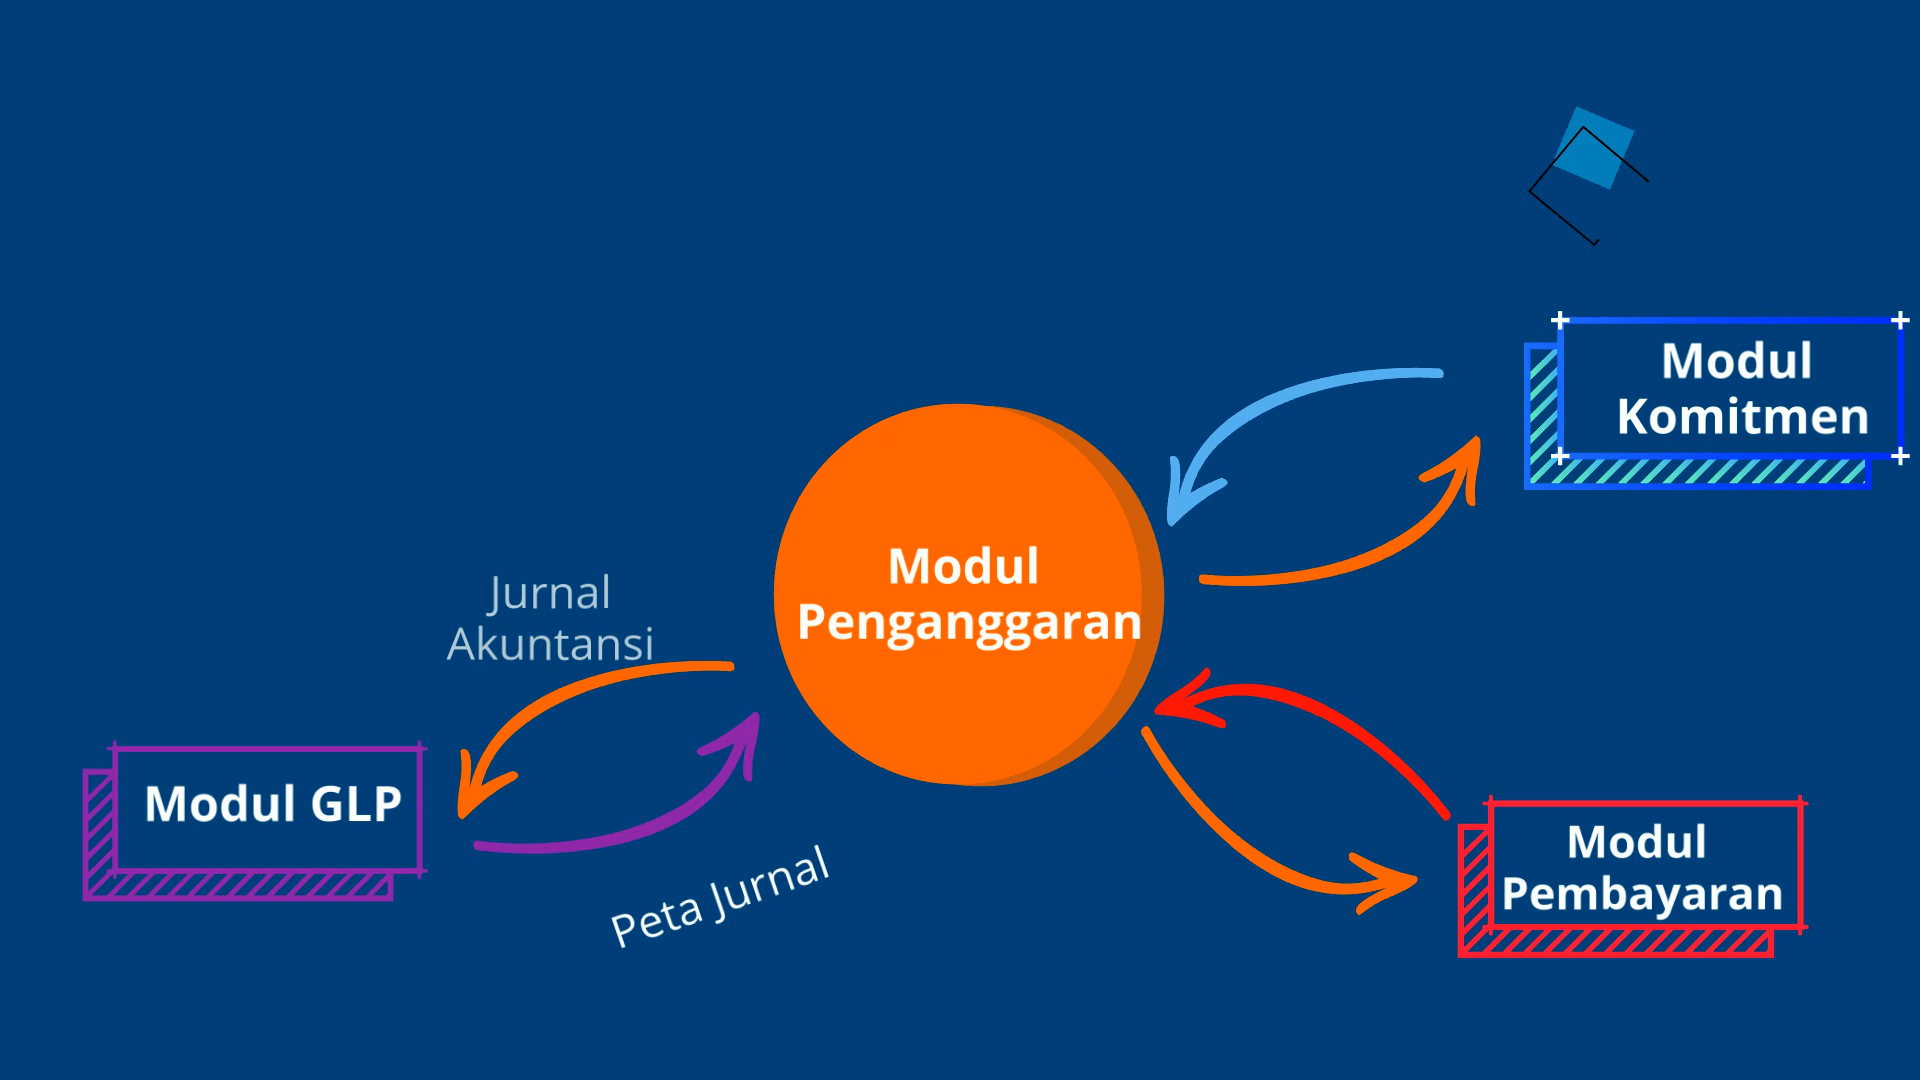 Modul
Komitmen
Modul
Penganggaran
Jurnal
Akuntansi
Modul GLP
Peta Jurnal
Modul
Pembayaran